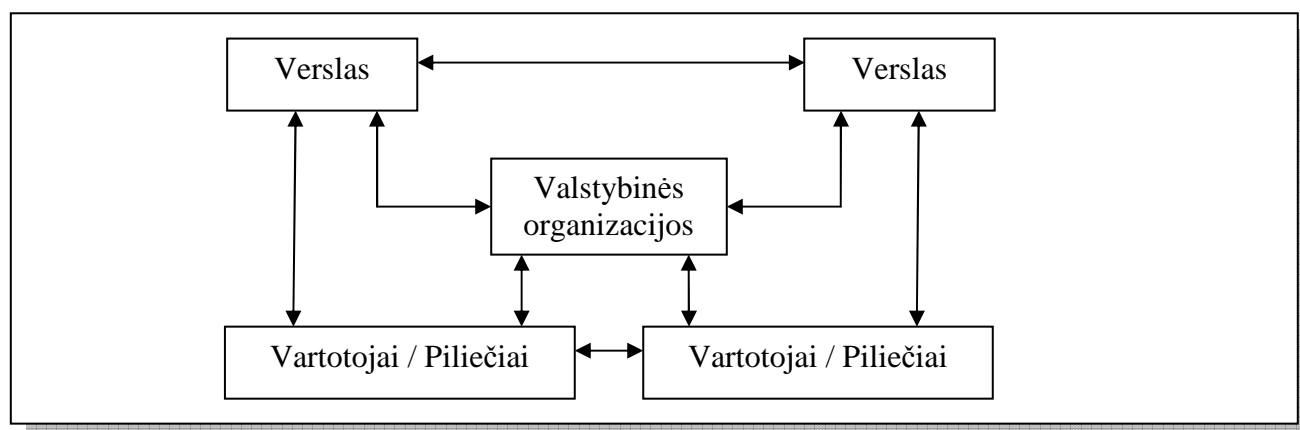 Verslas
Verslas
Valstybinės
organizacijos
Vartotojai / Piliečiai
Vartotojai / Piliečiai